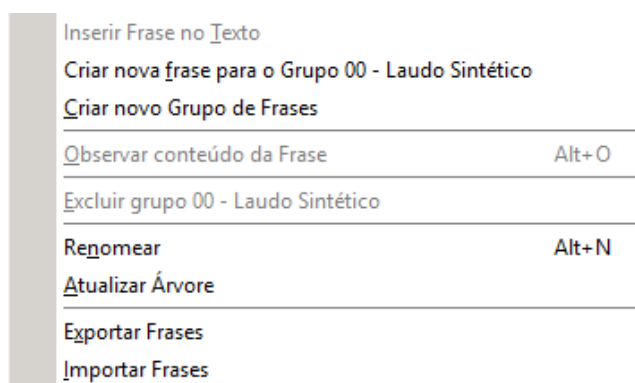 Inserir Frase no Texto
Criar nova frase para o Grupo 00 - Laudo Sintético
Criar novo Grupo de Frases
Observar conteúdo da Frase Alt+O
Excluir grupo 00 - Laudo Sintético
Renomear Alt+N
Atualizar Árvore
Exportar Frases
Importar Frases